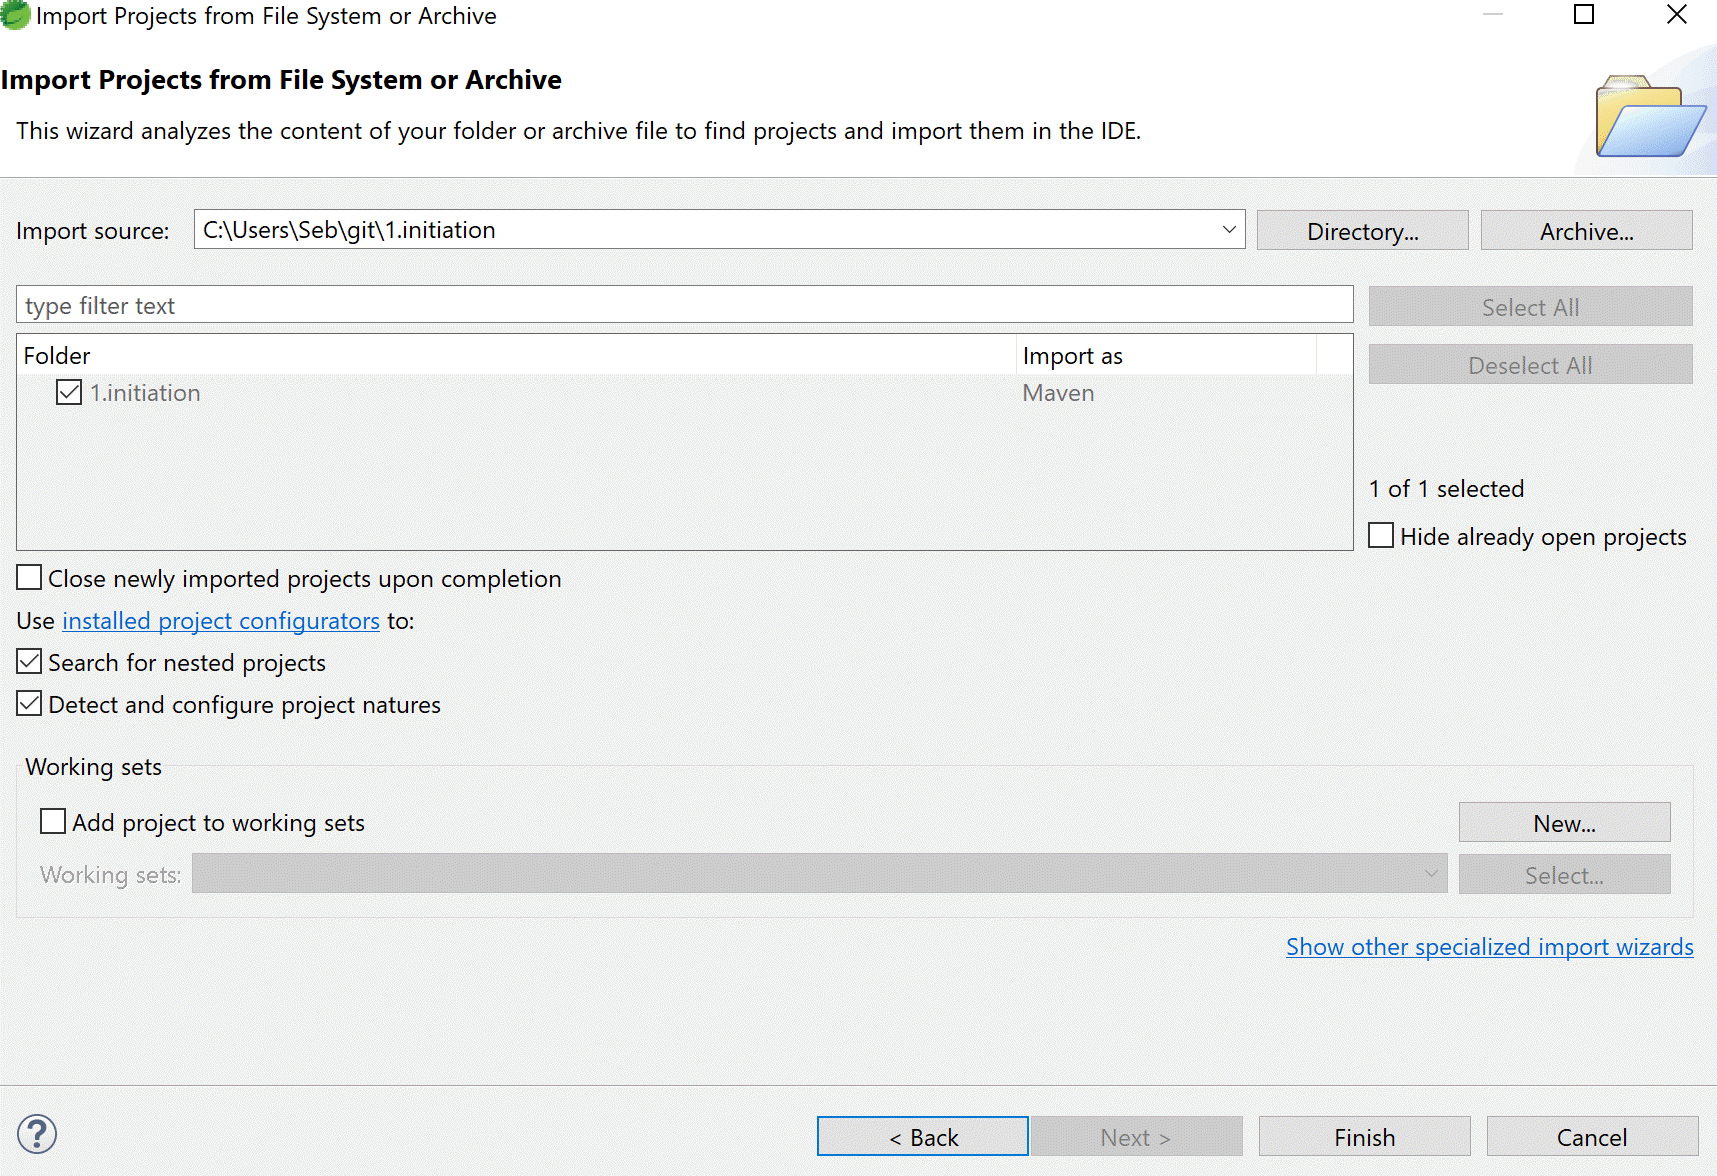 Import Projects from File System or Archive
Import Projects from File System or Archive
This wizard analyzes the content of your folder or archive file to find projects and import them in the IDE.
Import source: C:\Users\Seb\git\1.initiation Directory... Archive...
type filter text Select All
Folder Import as
Deselect All
1.initiation Maven
1 of 1 selected
Hide already open projects
Close newly imported projects upon completion
Use installed project configurators to:
Search for nested projects
Detect and configure project natures
Working sets
Add project to working sets New...
Working sets: Select...
Show other specialized import wizards
? < Back Next > Finish Cancel